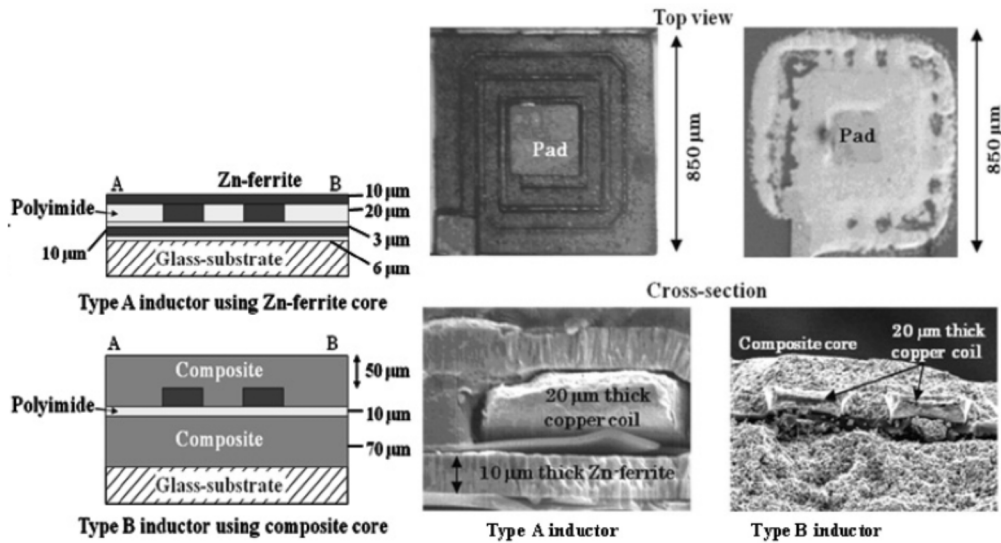 Top view
Pad
850 μm
Pad
850 μm
A
Zn-ferrite
B
10 μm
Polyimide
20 μm
3 μm
10 μm
Glass-substrate
6 μm
Type A inductor using Zn-ferrite core
Cross-section
A
B
Composite
50 μm
Polyimide
10 μm
Composite
70 μm
Glass-substrate
Type B inductor using composite core
20 μm thick
copper coil
10 μm thick Zn-ferrite
Type A inductor
Composite core
20 μm thick
copper coil
Type B inductor